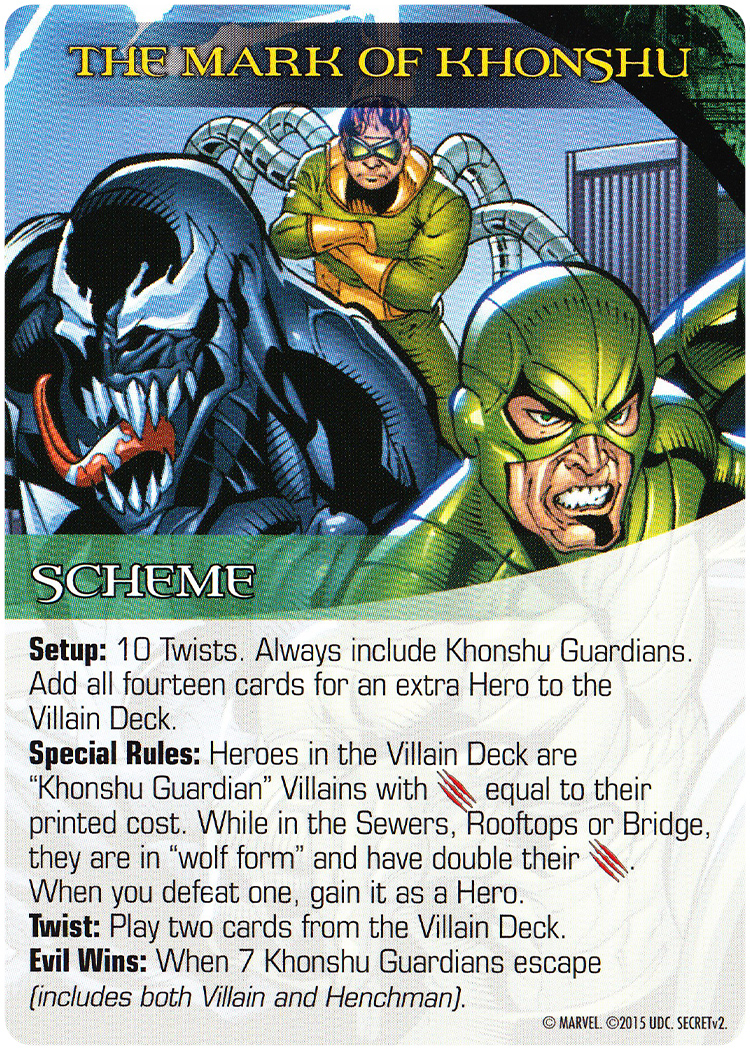 THE MARK OF KHONSHU
SCHEME
Setup: 10 Twists. Always include Khonshu Guardians.
Add all fourteen cards for an extra Hero to the
Villain Deck.
Special Rules: Heroes in the Villain Deck are
“Khonshu Guardian” Villains with equal to their
printed cost. While in the Sewers, Rooftops or Bridge,
they are in “wolf form” and have double their .
When you defeat one, gain it as a Hero.
Twist: Play two cards from the Villain Deck.
Evil Wins: When 7 Khonshu Guardians escape
(includes both Villain and Henchman).
© MARVEL. ©2015 UDC. SECRETv2.